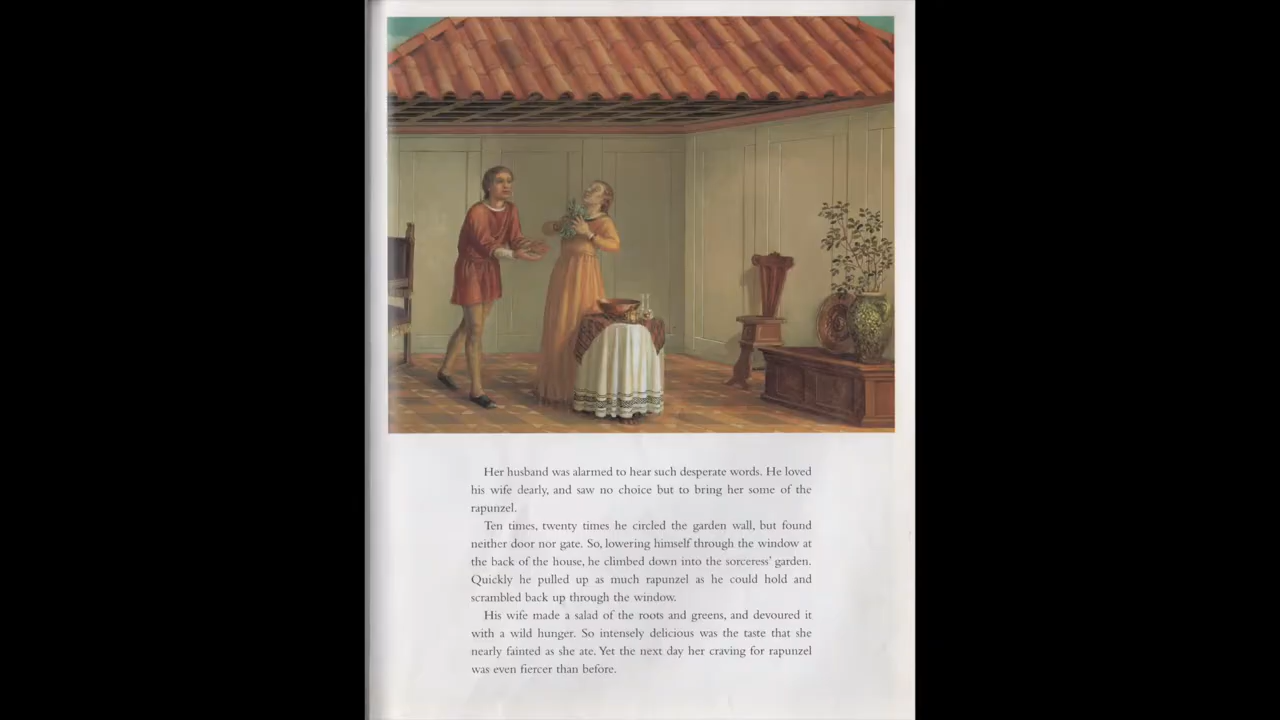 Her husband was alarmed to hear such desperate words. He loved
his wife dearly, and saw no choice but to bring her some of the
rapunzel.
Ten times, twenty times he circled the garden wall, but found
neither door nor gate. So, lowering himself through the window at
the back of the house, he climbed down into the sorceress' garden.
Quickly he pulled up as much rapunzel as he could hold and
scrambled back up through the window.
His wife made a salad of the roots and greens, and devoured it
with a wild hunger. So intensely delicious was the taste that she
nearly fainted as she ate. Yet the next day her craving for rapunzel
was even fiercer than before.